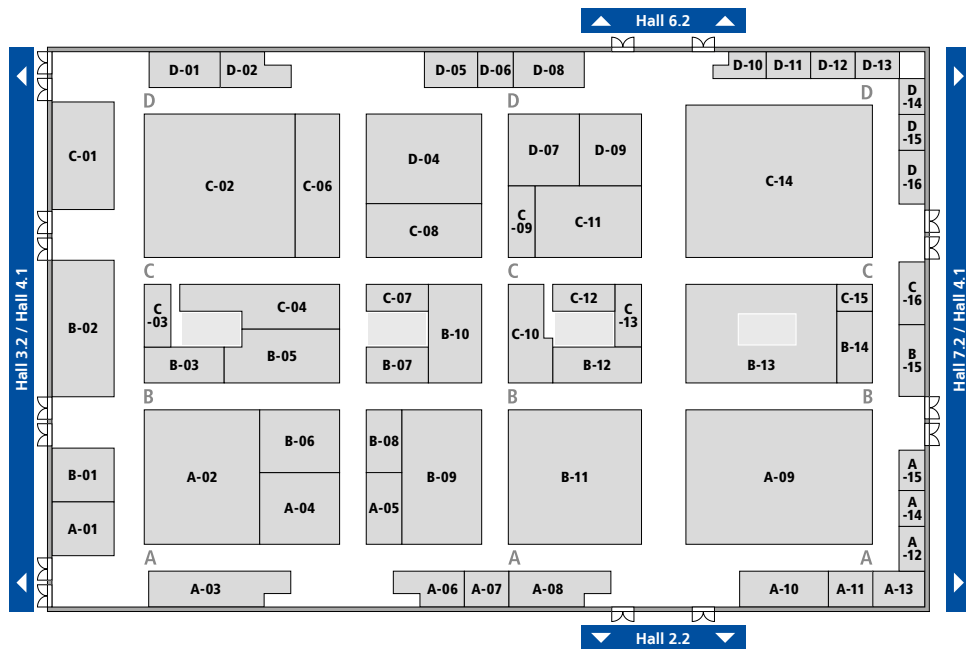 Hall 6.2
D-01
D-02
D-05
D-06
D-08
D-10
D-11
D-12
D-13
D
D
D
D
-14
D
-15
D
-16
C-01
C-02
C-06
D-04
C-08
D-07
D-09
C
-09
C-11
C-14
C
C
C
Hall 3.2 / Hall 4.1
Hall 7.2 / Hall 4.1
B-02
C
-03
C-04
B-03
B-05
C-07
B-07
B-10
C-10
C-12
C
-13
B-12
B-13
C-15
B-14
C
-16
B
-15
B
B
B
B-01
A-01
A-02
B-06
A-04
B-08
A-05
B-09
B-11
A-09
A
-15
A
-14
A
-12
A
A
A
A-03
A-06
A-07
A-08
A-10
A-11
A-13
Hall 2.2